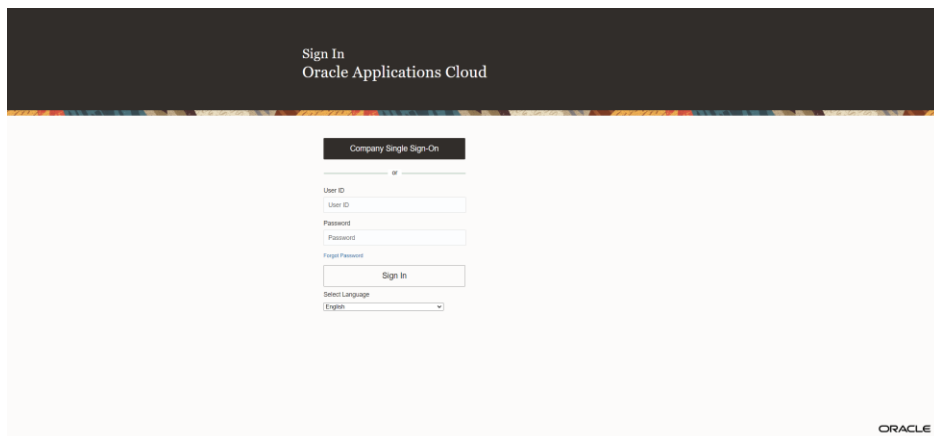 Sign In
Oracle Applications Cloud
Company Single Sign-On
or
User ID
User ID
Password
Password
Forgot Password
Sign In
Select Language
English
ORACLE